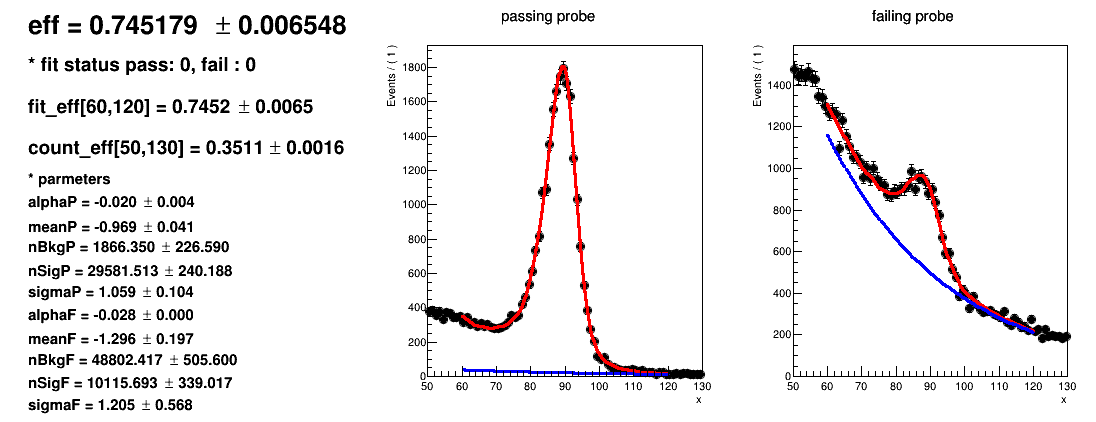 eff = 0.745179 ± 0.006548
* fit status pass: 0, fail : 0
fit_eff[60,120] = 0.7452 ± 0.0065
count_eff[50,130] = 0.3511 ± 0.0016
* parmeters
alphaP = -0.020 ± 0.004
meanP = -0.969 ± 0.041
nBkgP = 1866.350 ± 226.590
nSigP = 29581.513 ± 240.188
sigmaP = 1.059 ± 0.104
alphaF = -0.028 ± 0.000
meanF = -1.296 ± 0.197
nBkgF = 48802.417 ± 505.600
nSigF = 10115.693 ± 339.017
sigmaF = 1.205 ± 0.568
passing probe
Events / ( 1 )
1800
1600
1400
1200
1000
800
600
400
200
0
50 60 70 80 90 100 110 120 130
x
failing probe
Events / ( 1 )
1400
1200
1000
800
600
400
200
0
50 60 70 80 90 100 110 120 130
x